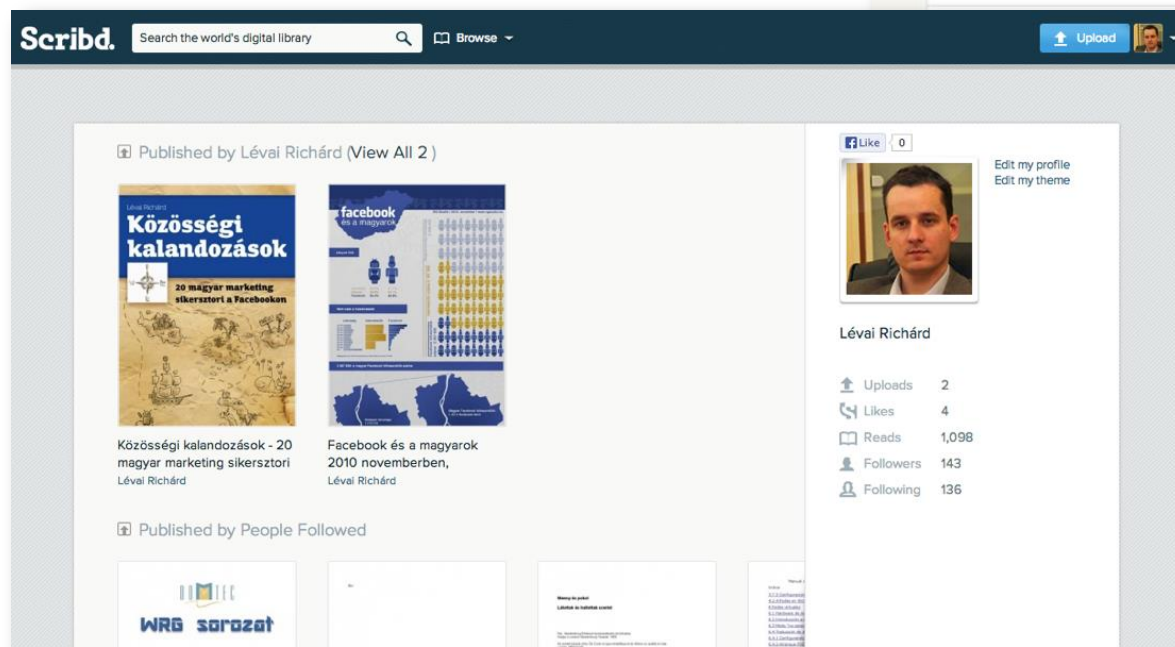 Scribd.
Search the world's digital library
Browse
Upload
Published by Lévai Richárd (View All 2 )
Lévai Richárd
Közösségi
kalandozások
20 magyar marketing
sikersztori a Facebookon
facebook
és a magyarok
Közösségi kalandozások - 20
magyar marketing sikersztori
Lévai Richárd
Facebook és a magyarok
2010 novemberben,
Lévai Richárd
Published by People Followed
WRG sorozat
Like 0
Edit my profile
Edit my theme
Lévai Richárd
Uploads 2
Likes 4
Reads 1,098
Followers 143
Following 136